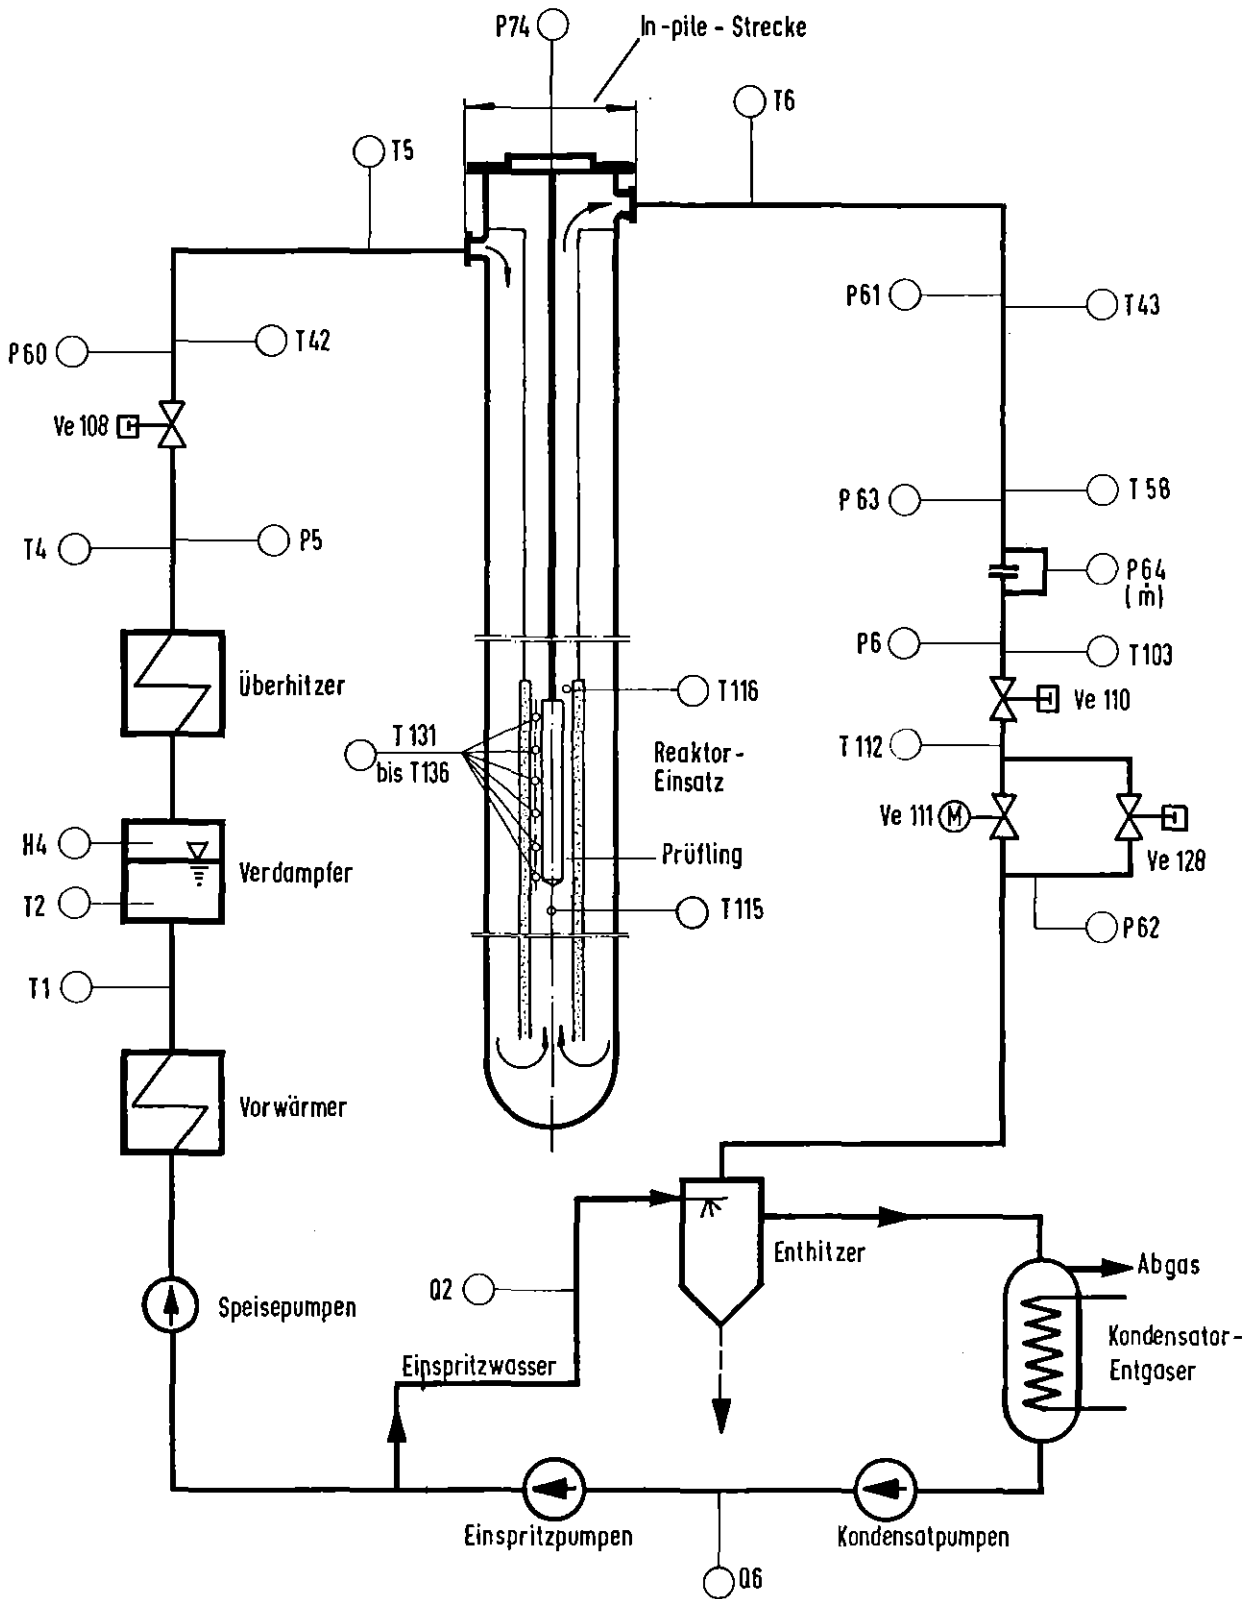 P74
In-pile-Strecke
T6
T5
P61
T43
P60
T42
Ve 108
P 63
T 58
T4
P5
P64
(ṁ)
P6
T103
Überhitzer
T116
Ve 110
T 131
bis T136
Reaktor-
Einsatz
T 112
H4
Verdampfer
Prüfling
Ve 111
M
Ve 128
T2
T115
P62
T1
Vorwärmer
Enthitzer
Abgas
Q2
Speisepumpen
Kondensator-
Entgaser
Einspritzwasser
Einspritzpumpen
Kondensatpumpen
Q6